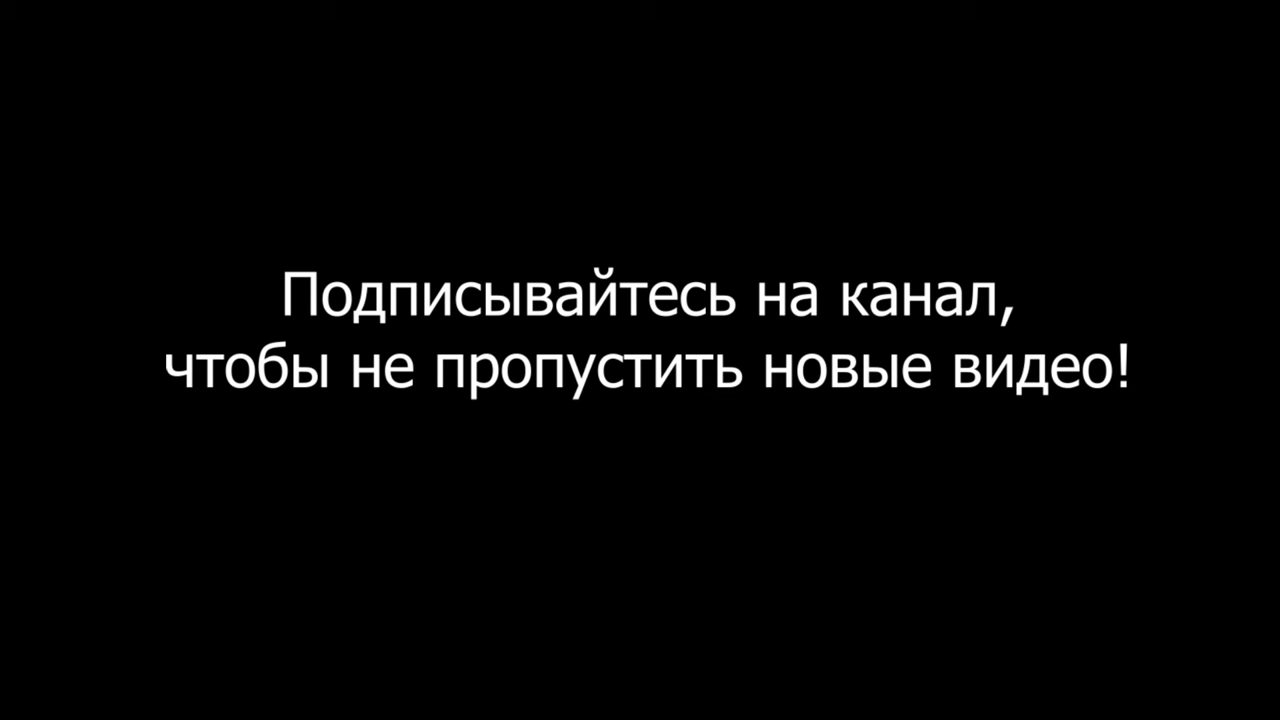 Подписывайтесь на канал,
чтобы не пропустить новые видео!